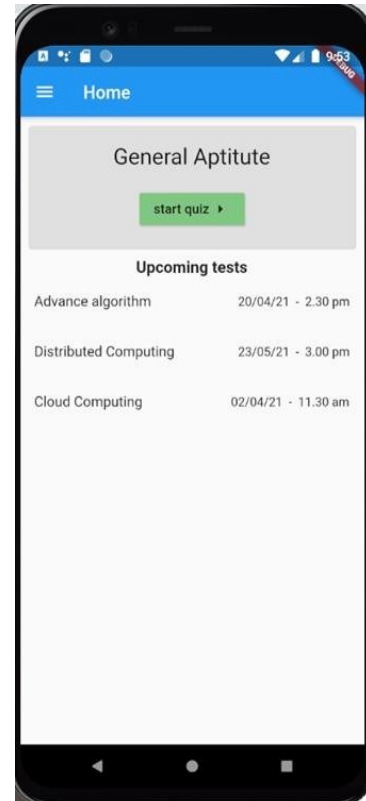 9:53
DEBUG
Home
General Aptitute
start quiz
Upcoming tests
Advance algorithm 20/04/21 - 2.30 pm
Distributed Computing 23/05/21 - 3.00 pm
Cloud Computing 02/04/21 - 11.30 am